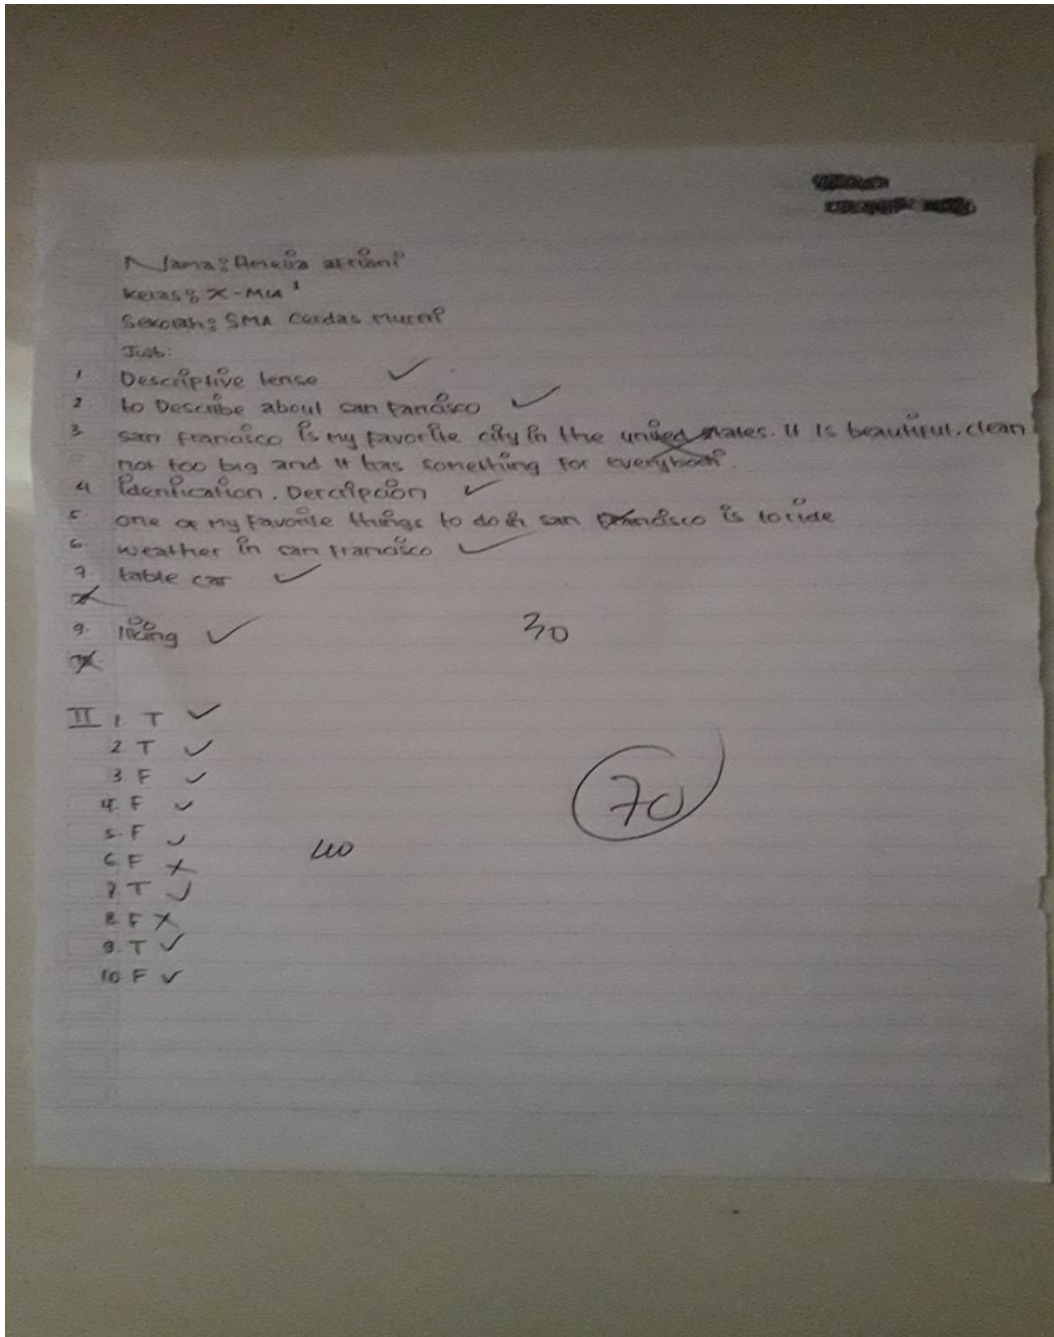 Nama: Amelia afriani
Kelas: X-MIA 1
Sekolah: SMA Cerdas Murni
Jwb:
1 Descriptive tense
2. to Describe about san fancisco
3 san francisco is my favorite city in the united states. it is beautiful. clean
not too big and it has something for everybody.
4 Idenfication. Dercripcion
5 one of my favorite things to do in san francisco is to ride
6. weather in san francisco
7. table car
9. liking
30
II 1. T
2 T
3. F
4. F
5. F
6 F
7. T
8. F
9. T
10 F
40
70